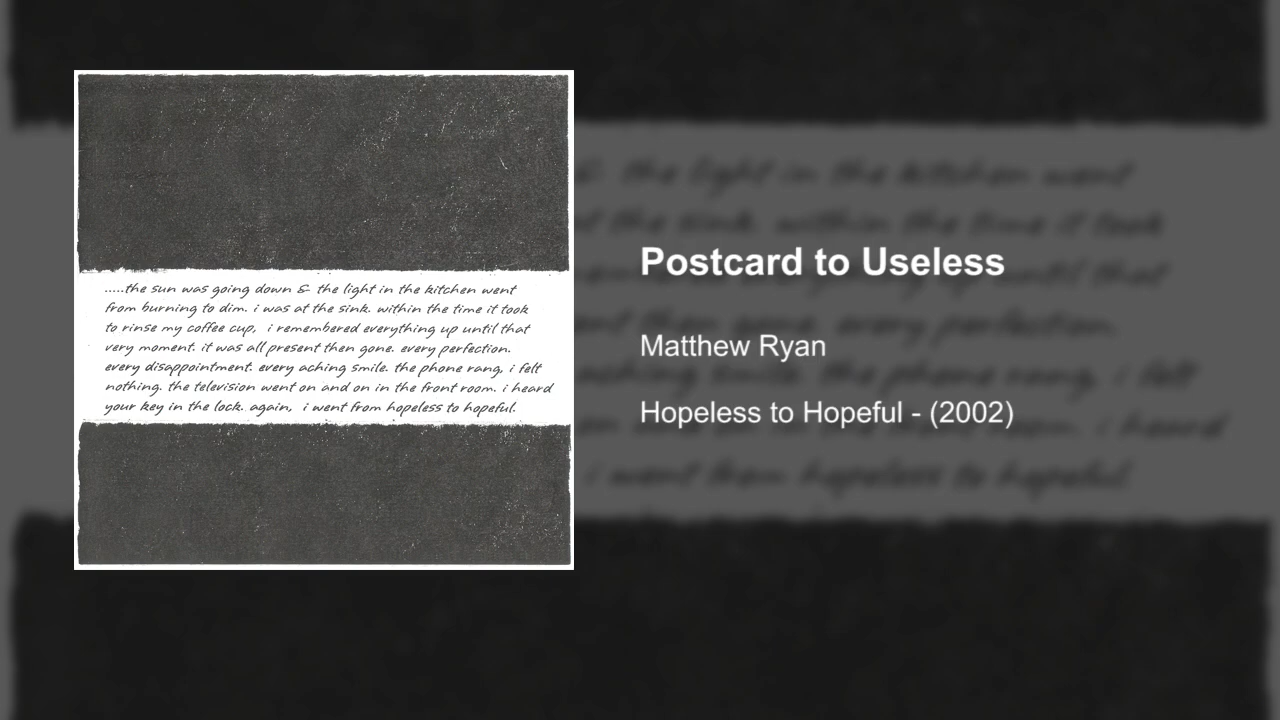 .....the sun was going down & the light in the kitchen went
from burning to dim. i was at the sink. within the time it took
to rinse my coffee cup, i remembered everything up until that
very moment. it was all present then gone. every perfection.
every disappointment. every aching smile. the phone rang, i felt
nothing. the television went on and on in the front room. i heard
your key in the lock. again, i went from hopeless to hopeful.
Postcard to Useless
Matthew Ryan
Hopeless to Hopeful - (2002)